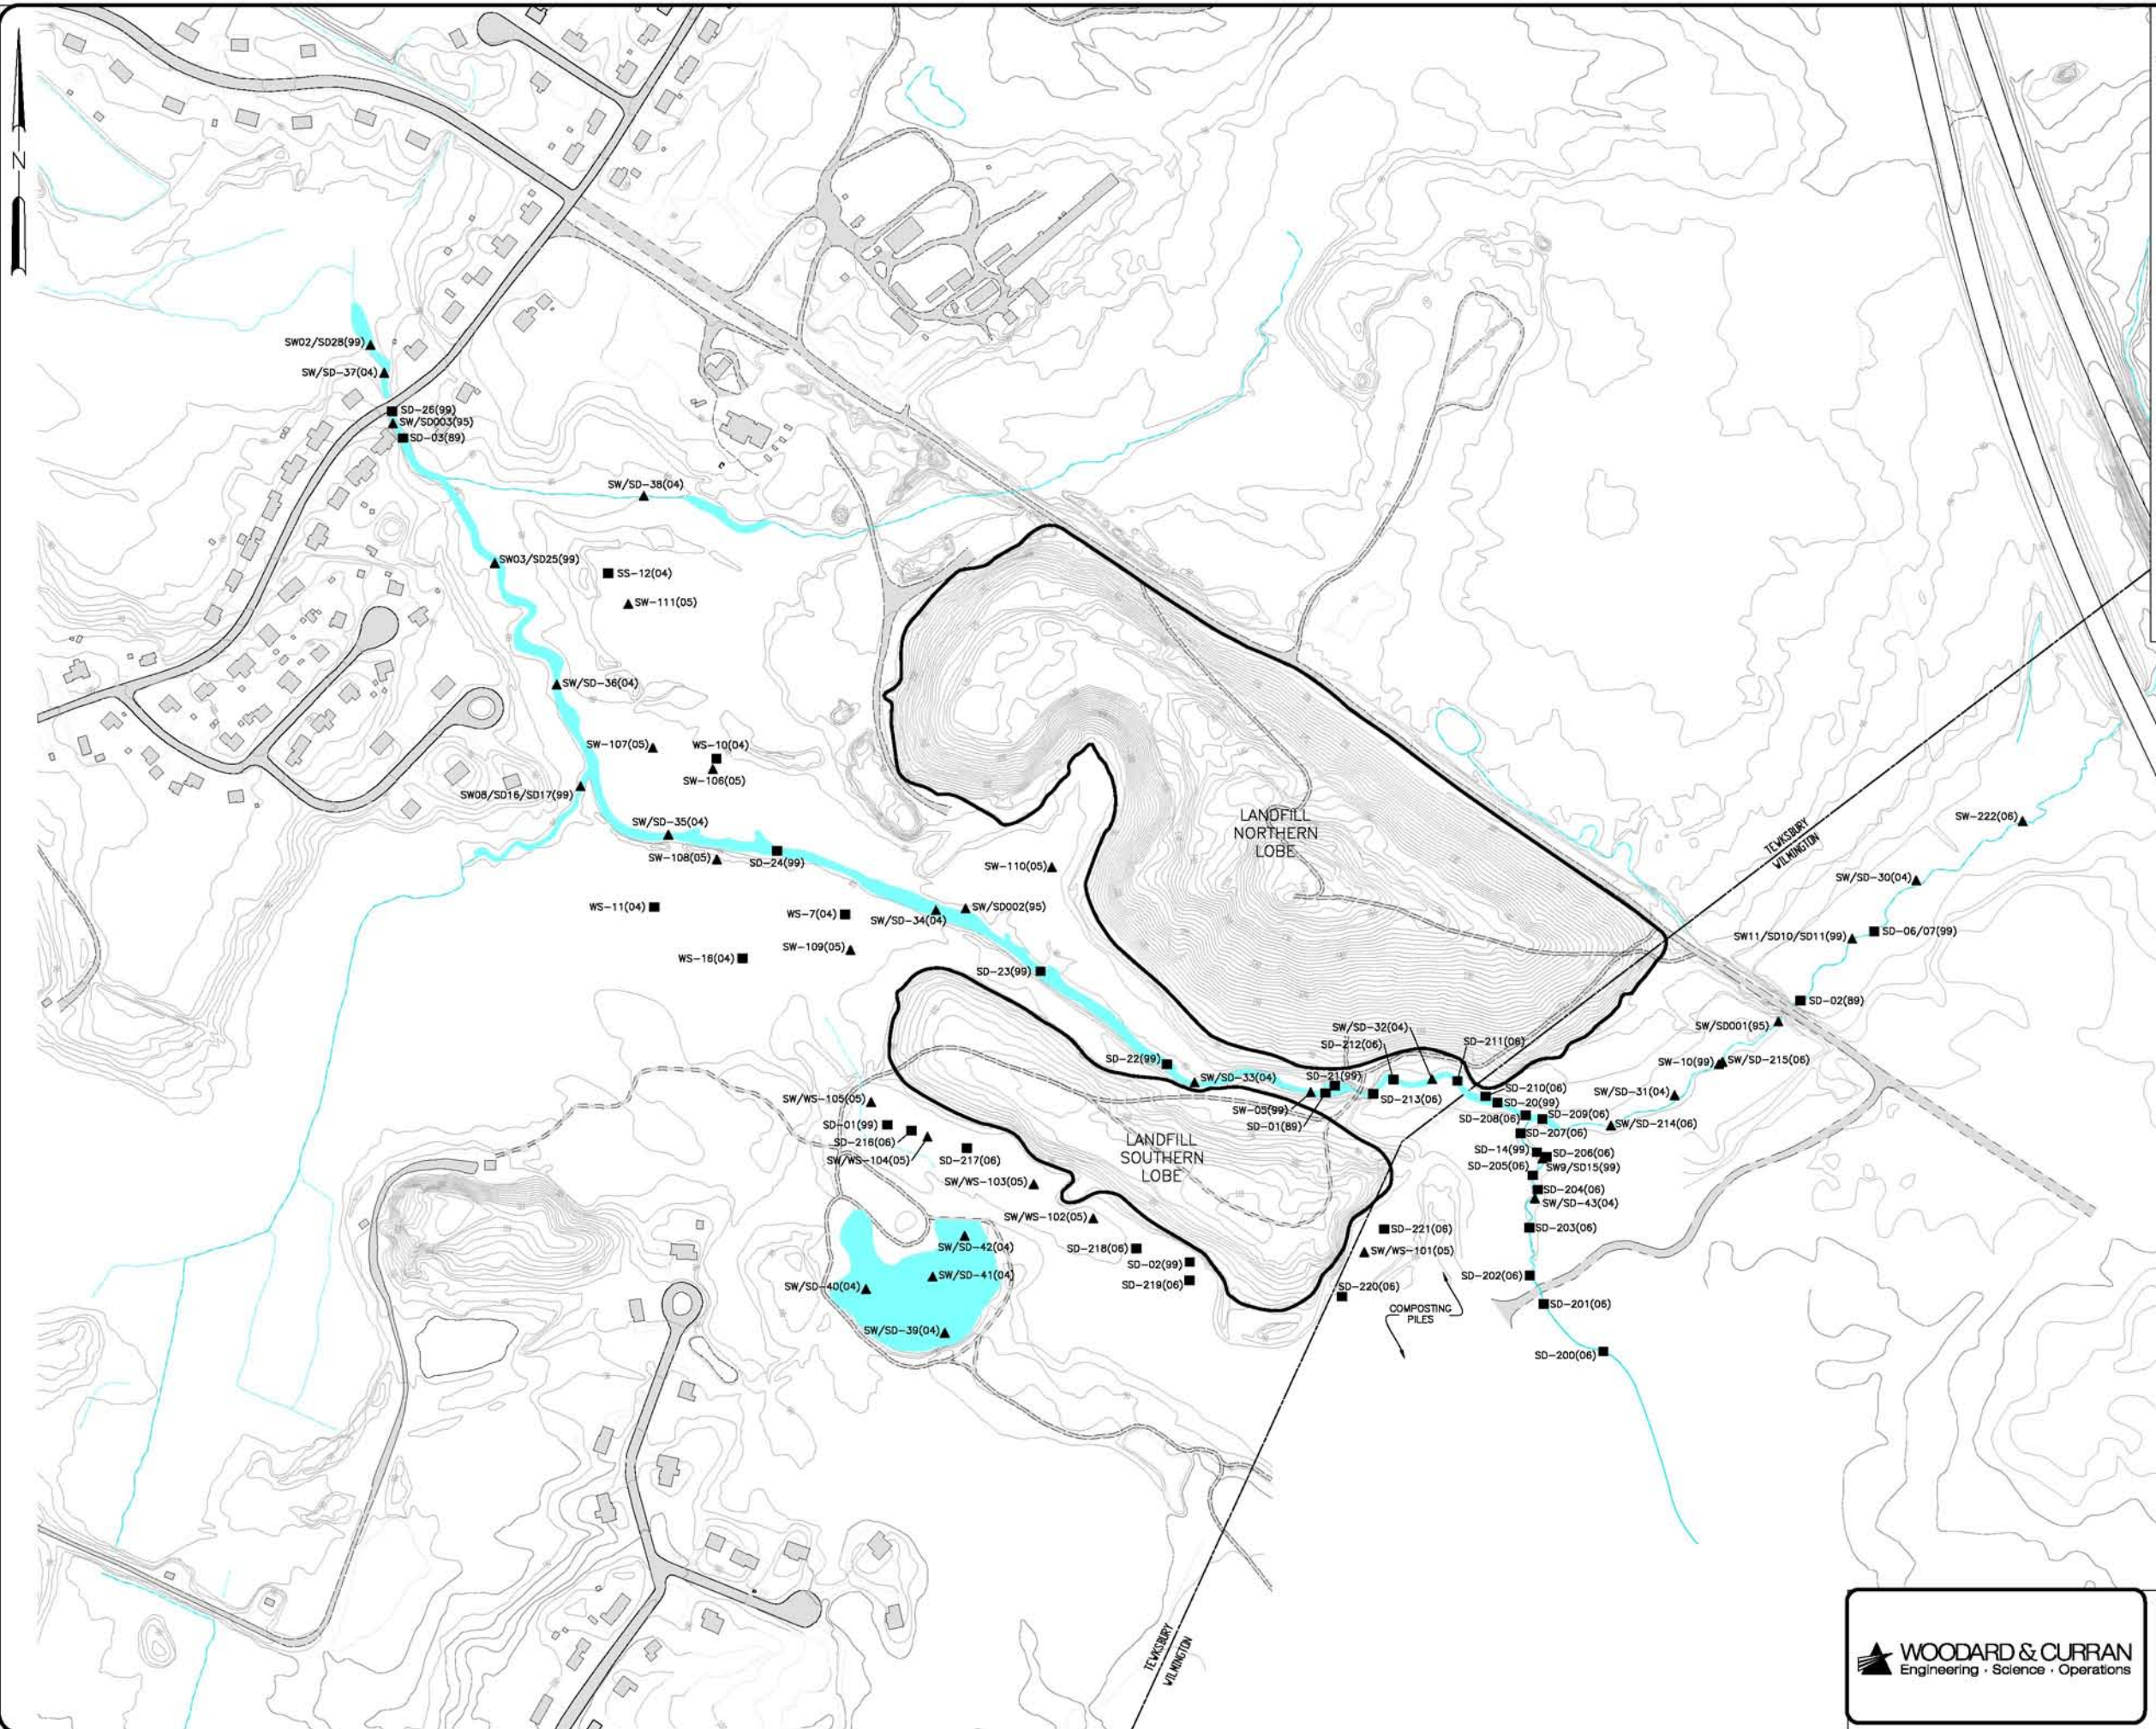 N
SW02/SD28(99)
SW/SD-37(04)
SD-26(99)
SW/SD003(95)
SD-03(89)
SW/SD-38(04)
SW03/SD25(99)
SS-12(04)
SW-111(05)
SW/SD-36(04)
SW-107(05)
WS-10(04)
SW-106(05)
SW08/SD16/SD17(99)
SW/SD-35(04)
SW-108(05)
SD-24(99)
SW-110(05)
LANDFILL
NORTHERN
LOBE
TEWKSBURY
WILMINGTON
SW-222(06)
SW/SD-30(04)
WS-11(04)
WS-7(04)
SW/SD-34(04)
SW/SD002(95)
SW-109(05)
WS-16(04)
SD-23(99)
SW11/SD10/SD11(99)
SD-06/07(99)
SD-02(89)
SW/SD001(95)
SW/SD-32(04)
SD-212(06)
SD-211(06)
SD-22(99)
SW/SD-33(04)
SD-21(99)
SW-10(99)
SW/SD-215(06)
SW/SD-31(04)
SD-210(06)
SD-20(99)
SD-213(06)
SW-05(99)
SD-01(89)
SD-208(06)
SD-209(06)
SW/SD-214(06)
SD-207(06)
SW/WS-105(05)
SD-01(99)
SD-216(06)
SW/WS-104(05)
SD-217(06)
LANDFILL
SOUTHERN
LOBE
SD-14(99)
SD-206(06)
SD-205(06)
SW9/SD15(99)
SW/WS-103(05)
SD-204(06)
SW/SD-43(04)
SW/WS-102(05)
SD-221(06)
SD-203(06)
SW/SD-42(04)
SD-218(06)
SW/WS-101(05)
SD-02(99)
SW/SD-41(04)
SD-202(06)
SW/SD-40(04)
SD-219(06)
SD-220(06)
SD-201(06)
COMPOSTING
PILES
SW/SD-39(04)
SD-200(06)
TEWKSBURY
WILMINGTON
WOODARD & CURRAN
Engineering · Science · Operations